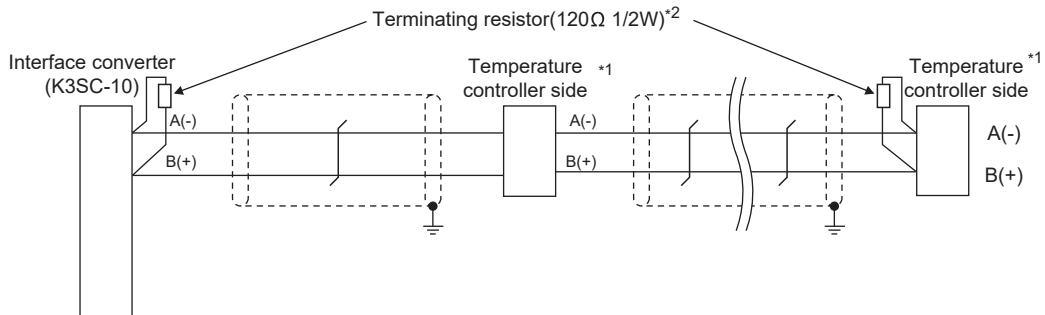 Terminating resistor(120Ω 1/2W)*2
Interface converter
(K3SC-10)
Temperature *1
controller side
Temperature *1
controller side
A(-)
B(+)
A(-)
B(+)
A(-)
B(+)